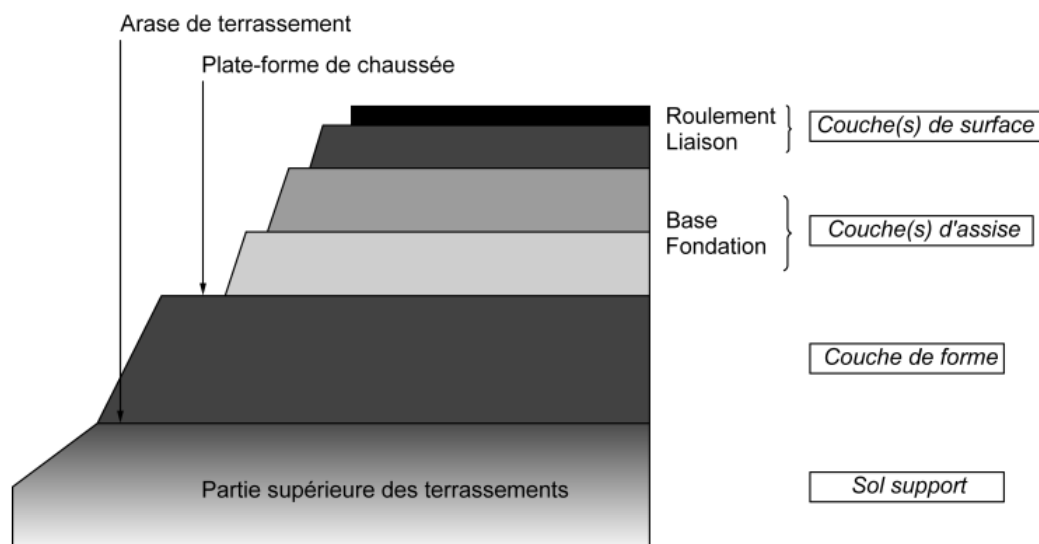 Arase de terrassement
Plate-forme de chaussée
Roulement
Liaison
Couche(s) de surface
Base
Fondation
Couche(s) d'assise
Couche de forme
Partie supérieure des terrassements
Sol support